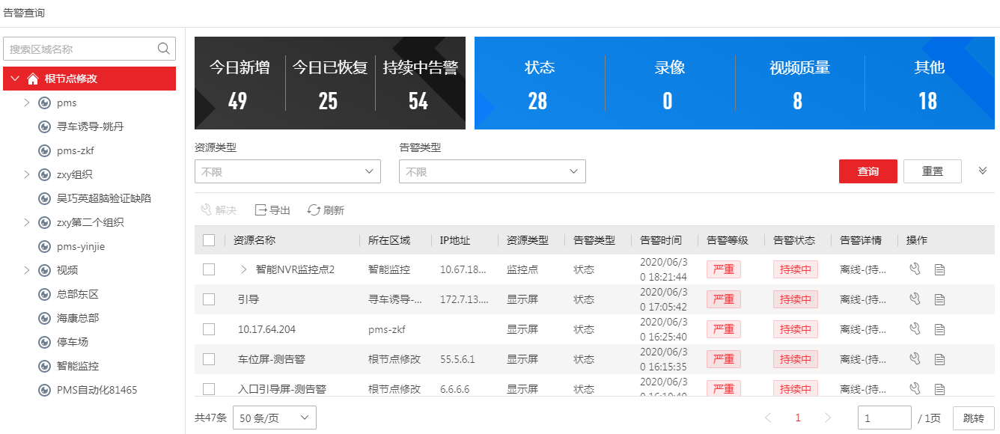 告警查询
搜索区域名称
根节点修改
pms
寻车诱导-姚丹
pms-zkf
zxy组织
吴巧英超脑验证缺陷
zxy第二个组织
pms-yinjie
视频
总部东区
海康总部
停车场
智能监控
PMS自动化81465
今日新增 今日已恢复 持续中告警
49 25 54
状态 录像 视频质量 其他
28 0 8 18
资源类型 告警类型
不限 不限 查询 重置
解决 导出 刷新
资源名称 所在区域 IP地址 资源类型 告警类型 告警时间 告警等级 告警状态 告警详情 操作
智能NVR监控点2 智能监控 10.67.18... 监控点 状态 2020/06/3
0 18:21:44 严重 持续中 离线-(持...
引导 寻车诱导-... 172.7.13.... 显示屏 状态 2020/06/3
0 17:05:42 严重 持续中 离线-(持...
10.17.64.204 pms-zkf 显示屏 状态 2020/06/3
0 16:25:40 严重 持续中 离线-(持...
车位屏-测告警 根节点修改 55.5.6.1 显示屏 状态 2020/06/3
0 16:15:35 严重 持续中 离线-(持...
入口引导屏-测告警 根节点修改 6.6.6.6 显示屏 状态 2020/06/3
严重 持续中 离线-(持...
共47条 50 条/页 1 1 / 1页 跳转